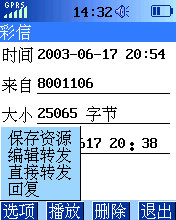 GPRS 14:32
彩信
时间 2003-06-17 20:54
来自 8001106
大小 25065 字节
617 20:38
保存资源
编辑转发
直接转发
回复
选项 播放 删除 退出